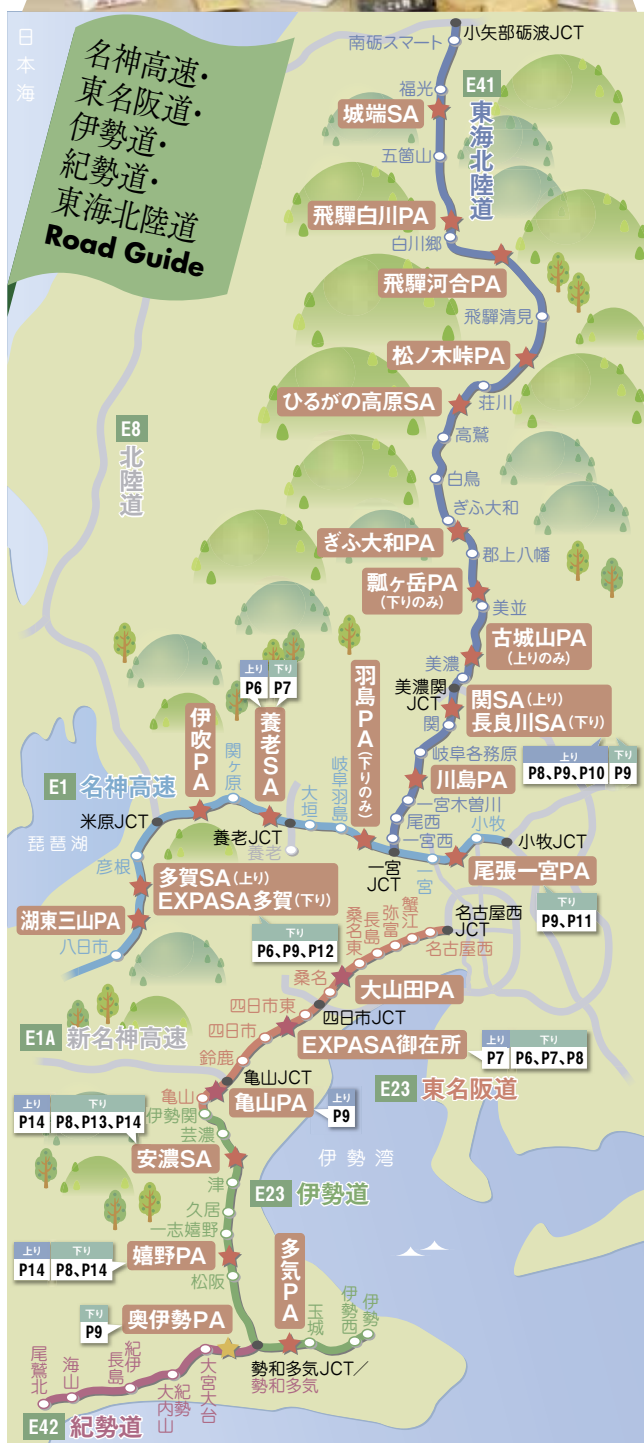 日本海
名神高速・
東名阪道・
伊勢道・
紀勢道・
東海北陸道
Road Guide
小矢部砺波JCT
南砺スマート
E41
東海北陸道
福光
城端SA
五箇山
飛驒白川PA
白川郷
飛驒河合PA
飛驒清見
松ノ木峠PA
ひるがの高原SA
荘川
高鷲
E8
北陸道
白鳥
ぎふ大和
ぎふ大和PA
郡上八幡
瓢ヶ岳PA
(下りのみ)
美並
古城山PA
(上りのみ)
美濃
美濃関
JCT
関SA(上り)
長良川SA(下り)
関
上り 下り
P8、P9、P10 P9
岐阜各務原
川島PA
一宮木曽川
尾西
一宮西
一宮
JCT
一宮
小牧
小牧JCT
尾張一宮PA
下り
P9、P11
羽島PA(下りのみ)
岐阜羽島
大垣
上り 下り
P6 P7
養老SA
養老JCT
養老
関ヶ原
伊吹PA
E1 名神高速
米原JCT
琵琶湖
彦根
多賀SA(上り)
EXPASA多賀(下り)
下り
P6、P9、P12
湖東三山PA
八日市
名古屋西
JCT
名古屋西
蟹江
弥富
長島
桑名東
桑名
大山田PA
四日市東
四日市JCT
四日市
EXPASA御在所
上り 下り
P7 P6、P7、P8
E1A 新名神高速
鈴鹿
E23 東名阪道
亀山JCT
亀山PA
上り
P9
亀山
伊勢関
芸濃
上り 下り
P14 P8、P13、P14
安濃SA
伊勢湾
津
E23 伊勢道
久居
一志嬉野
嬉野PA
上り 下り
P14 P8、P14
松阪
多気PA
玉城
伊勢西
伊勢
勢和多気JCT／
勢和多気
下り
P9
奥伊勢PA
大宮大台
紀勢
大内山
紀伊
長島
海山
尾鷲北
E42 紀勢道